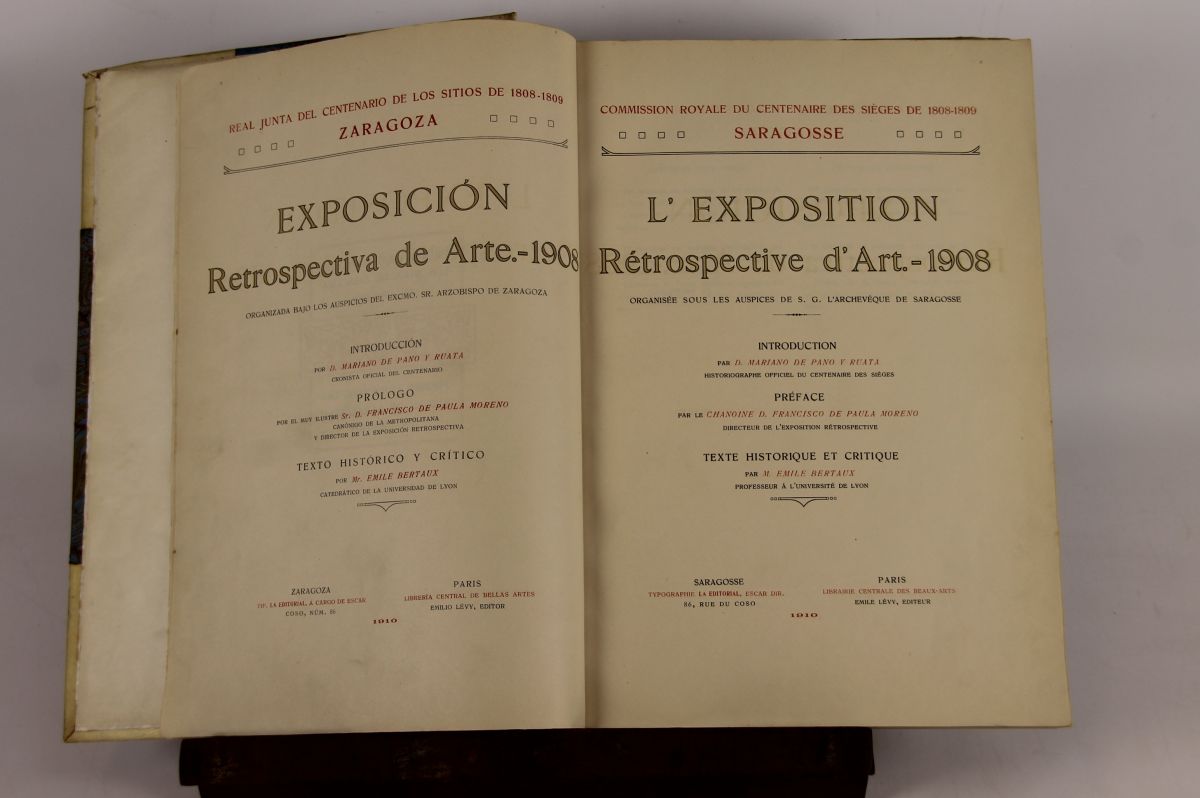 REAL JUNTA DEL CENTENARIO DE LOS SITIOS DE 1808-1809
ZARAGOZA
EXPOSICIÓN
Retrospectiva de Arte.-1908
ORGANIZADA BAJO LOS AUSPICIOS DEL EXCMO. SR. ARZOBISPO DE ZARAGOZA
INTRODUCCIÓN
POR D. MARIANO DE PANO Y RUATA
CRONISTA OFICIAL DEL CENTENARIO
PRÓLOGO
POR EL MUY ILUSTRE Sr. D. FRANCISCO DE PAULA MORENO
CANÓNIGO DE LA METROPOLITANA
Y DIRECTOR DE LA EXPOSICIÓN RETROSPECTIVA
TEXTO HISTÓRICO Y CRÍTICO
POR Mr. EMILE BERTAUX
CATEDRÁTICO DE LA UNIVERSIDAD DE LYON
ZARAGOZA
TIP. LA EDITORIAL, A CARGO DE ESCAR
COSO, NÚM. 86
PARIS
LIBRERÍA CENTRAL DE BELLAS ARTES
EMILIO LÉVY, EDITOR
1910
COMMISSION ROYALE DU CENTENAIRE DES SIÈGES DE 1808-1809
SARAGOSSE
L' EXPOSITION
Rétrospective d'Art.-1908
ORGANISÉE SOUS LES AUSPICES DE S. G. L'ARCHEVÊQUE DE SARAGOSSE
INTRODUCTION
PAR D. MARIANO DE PANO Y RUATA
HISTORIOGRAPHE OFFICIEL DU CENTENAIRE DES SIÈGES
PRÉFACE
PAR LE CHANOINE D. FRANCISCO DE PAULA MORENO
DIRECTEUR DE L'EXPOSITION RÉTROSPECTIVE
TEXTE HISTORIQUE ET CRITIQUE
PAR M. EMILE BERTAUX
PROFESSEUR À L'UNIVERSITÉ DE LYON
SARAGOSSE
TYPOGRAPHIE LA EDITORIAL, ESCAR DIR.
86, RUE DU COSO
PARIS
LIBRAIRIE CENTRALE DES BEAUX-ARTS
EMILE LÉVY, EDITEUR
1910